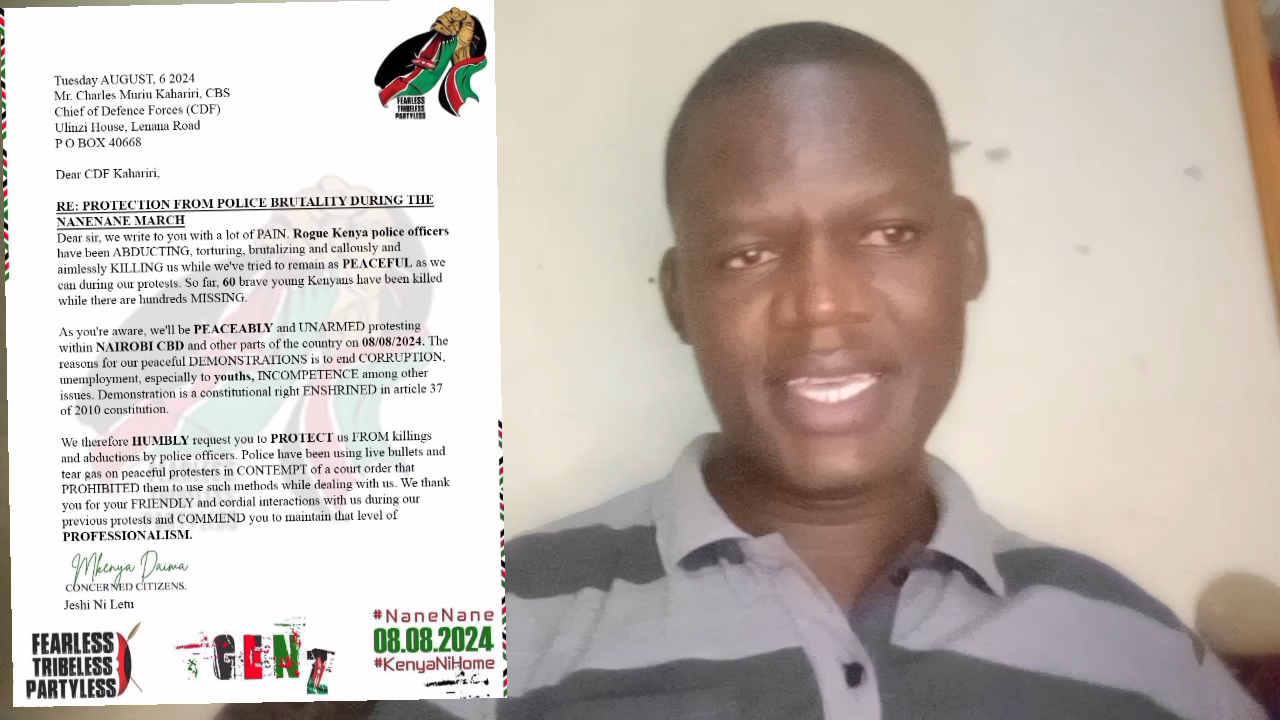 FEARLESS
TRIBELESS
PARTYLESS
Tuesday AUGUST, 6 2024
Mr. Charles Muriu Kahariri, CBS
Chief of Defence Forces (CDF)
Ulinzi House, Lenana Road
P O BOX 40668
Dear CDF Kahariri,
RE: PROTECTION FROM POLICE BRUTALITY DURING THE
NANENANE MARCH
Dear sir, we write to you with a lot of PAIN. Rogue Kenya police officers
have been ABDUCTING, torturing, brutalizing and callously and
aimlessly KILLING us while we've tried to remain as PEACEFUL as we
can during our protests. So far, 60 brave young Kenyans have been killed
while there are hundreds MISSING.
As you're aware, we'll be PEACEABLY and UNARMED protesting
within NAIROBI CBD and other parts of the country on 08/08/2024. The
reasons for our peaceful DEMONSTRATIONS is to end CORRUPTION,
unemployment, especially to youths, INCOMPETENCE among other
issues. Demonstration is a constitutional right ENSHRINED in article 37
of 2010 constitution.
We therefore HUMBLY request you to PROTECT us FROM killings
and abductions by police officers. Police have been using live bullets and
tear gas on peaceful protesters in CONTEMPT of a court order that
PROHIBITED them to use such methods while dealing with us. We thank
you for your FRIENDLY and cordial interactions with us during our
previous protests and COMMEND you to maintain that level of
PROFESSIONALISM.
Mkenya Daima
CONCERNED CITIZENS.
Jeshi Ni Letu
FEARLESS
TRIBELESS
PARTYLESS
GEN Z
#NaneNane
08.08.2024
#KenyaNiHome